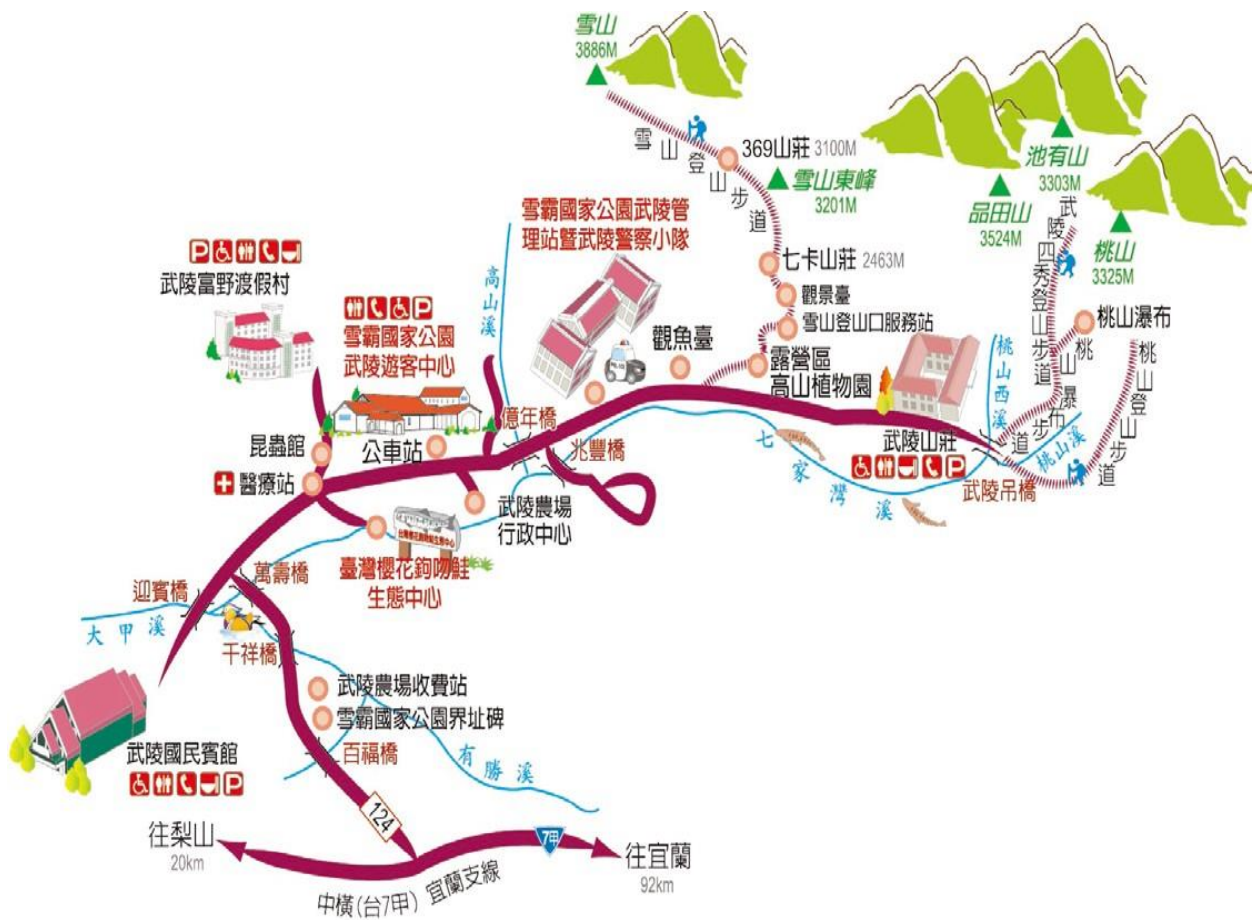 雪山
3886M
雪山登山步道
369山莊 3100M
雪山東峰
3201M
池有山
3303M
品田山
3524M
桃山
3325M
武陵四秀登山步道
桃山瀑布
桃山瀑布步道
桃山登山步道
七卡山莊 2463M
觀景臺
雪山登山口服務站
露營區
高山植物園
雪霸國家公園武陵管
理站暨武陵警察小隊
高山溪
觀魚臺
P
武陵富野渡假村
P
雪霸國家公園
武陵遊客中心
昆蟲館
醫療站
公車站
億年橋
兆豐橋
七家灣溪
武陵山莊
P
桃山西溪
桃山溪
武陵吊橋
武陵農場
行政中心
台灣櫻花鉤吻鮭生態中心
臺灣櫻花鉤吻鮭
生態中心
迎賓橋
萬壽橋
大甲溪
千祥橋
武陵農場收費站
雪霸國家公園界址碑
百福橋
有勝溪
武陵國民賓館
P
124
7甲
往梨山
20km
中橫(台7甲) 宜蘭支線
往宜蘭
92km